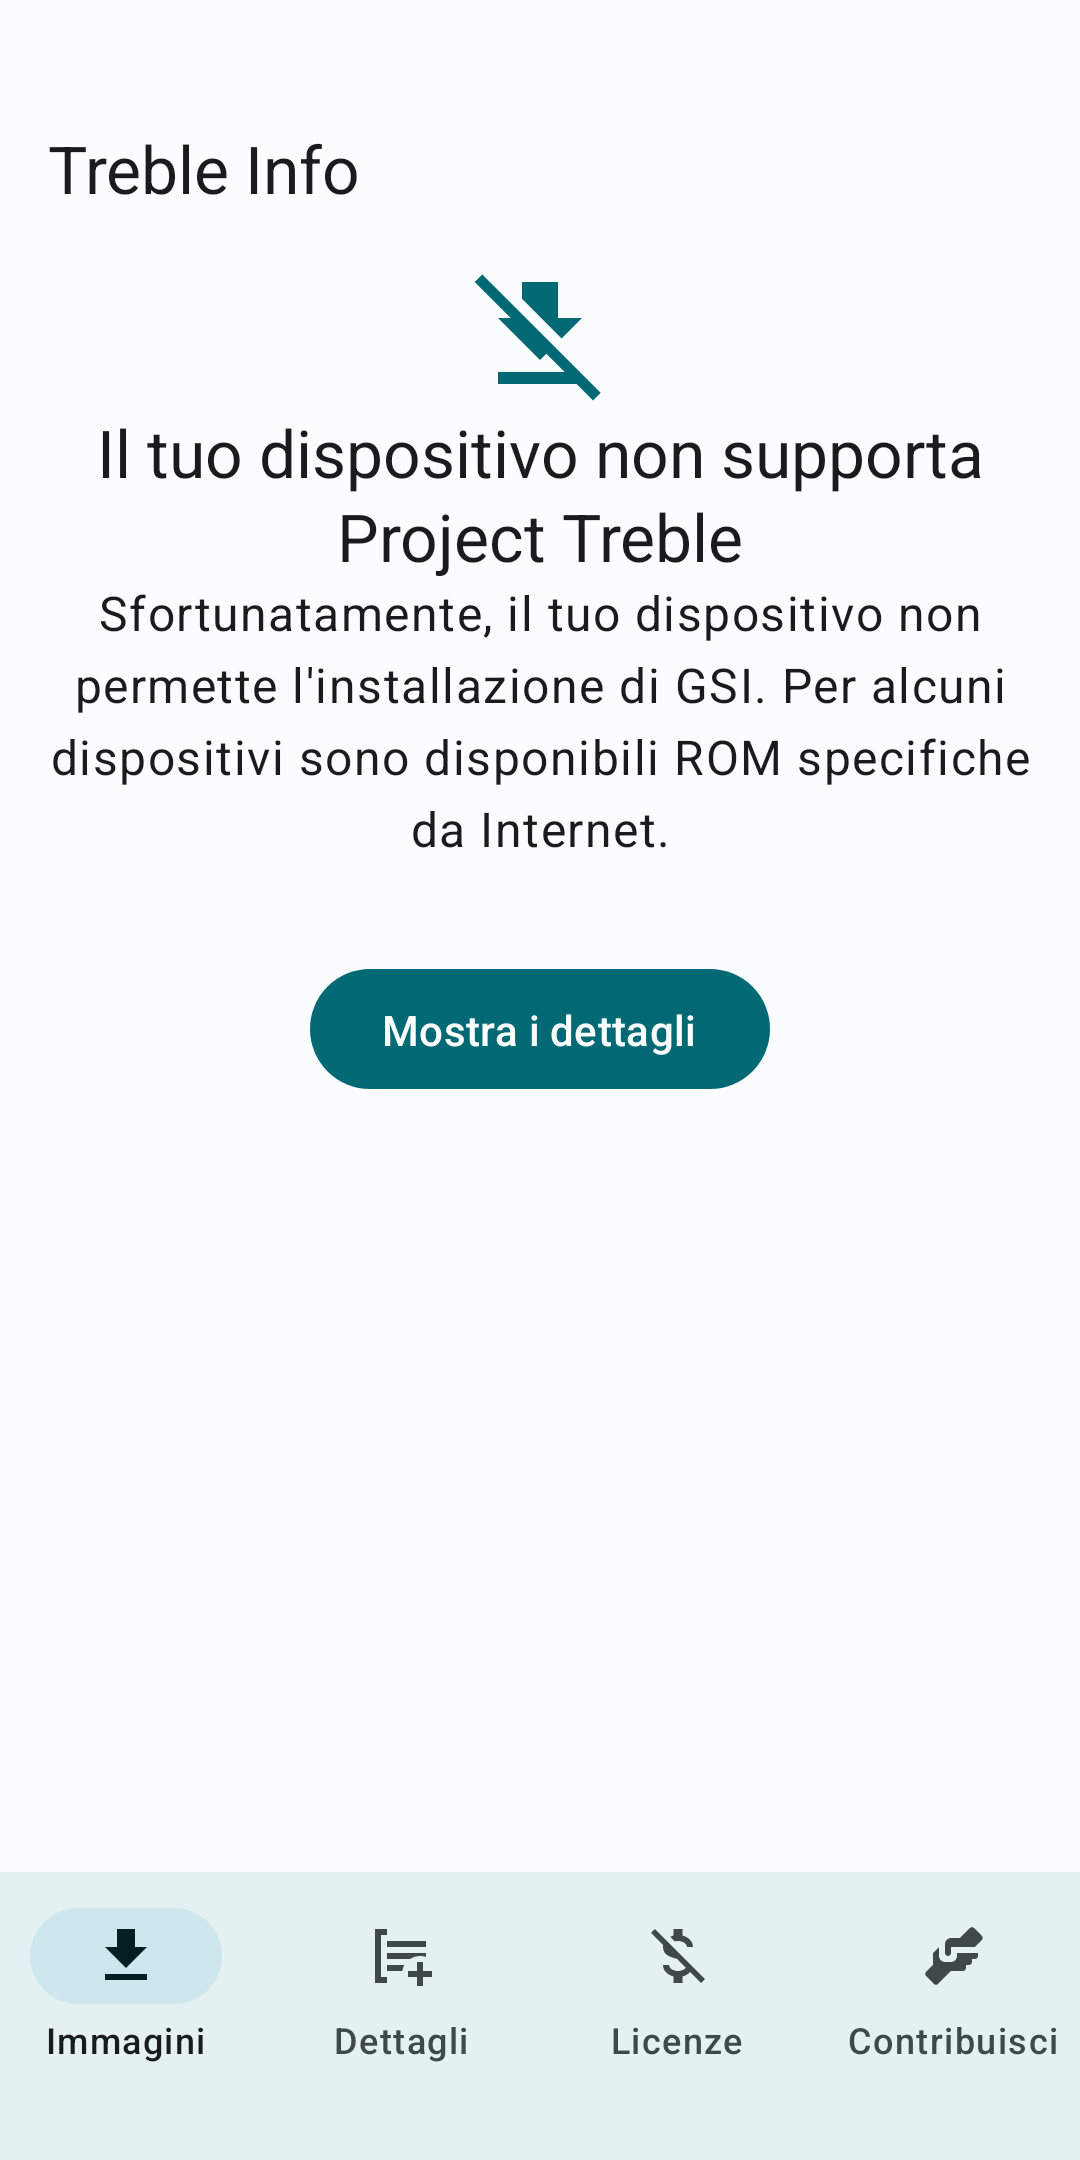 Treble Info
Il tuo dispositivo non supporta
Project Treble
Sfortunatamente, il tuo dispositivo non
permette l'installazione di GSI. Per alcuni
dispositivi sono disponibili ROM specifiche
da Internet.
Mostra i dettagli
Immagini
Dettagli
Licenze
Contribuisci